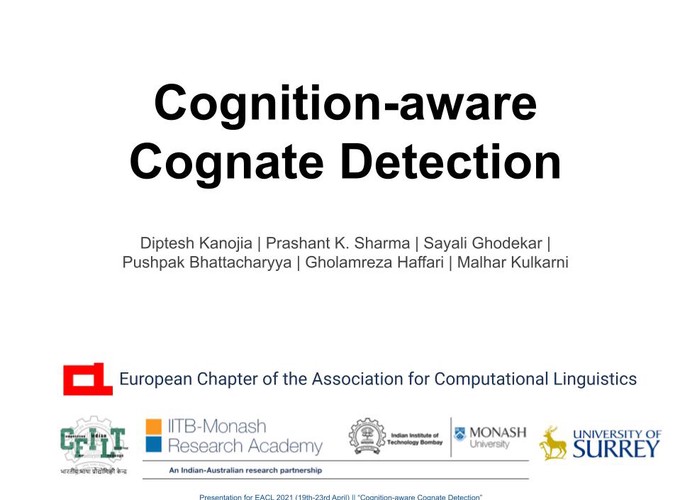 Cognition-aware
Cognate Detection
Diptesh Kanojia | Prashant K. Sharma | Sayali Ghodekar |
Pushpak Bhattacharyya | Gholamreza Haffari | Malhar Kulkarni
European Chapter of the Association for Computational Linguistics
CFILT
भारतीय भाषा प्रौद्योगिकी केन्द्र
IITB-Monash
Research Academy
An Indian-Australian research partnership
Indian Institute of
Technology Bombay
MONASH
University
UNIVERSITY OF
SURREY
Presentation for EACL 2021 (19th-23rd April) || "Cognition-aware Cognate Detection"